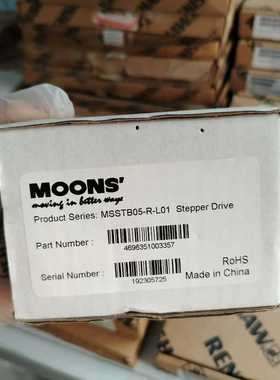 MOONS'
moving in better ways
Product Series: MSSTB05-R-L01 Stepper Drive
Part Number :
4696351003357
Serial Number :
192305725
RoHS
Made in China